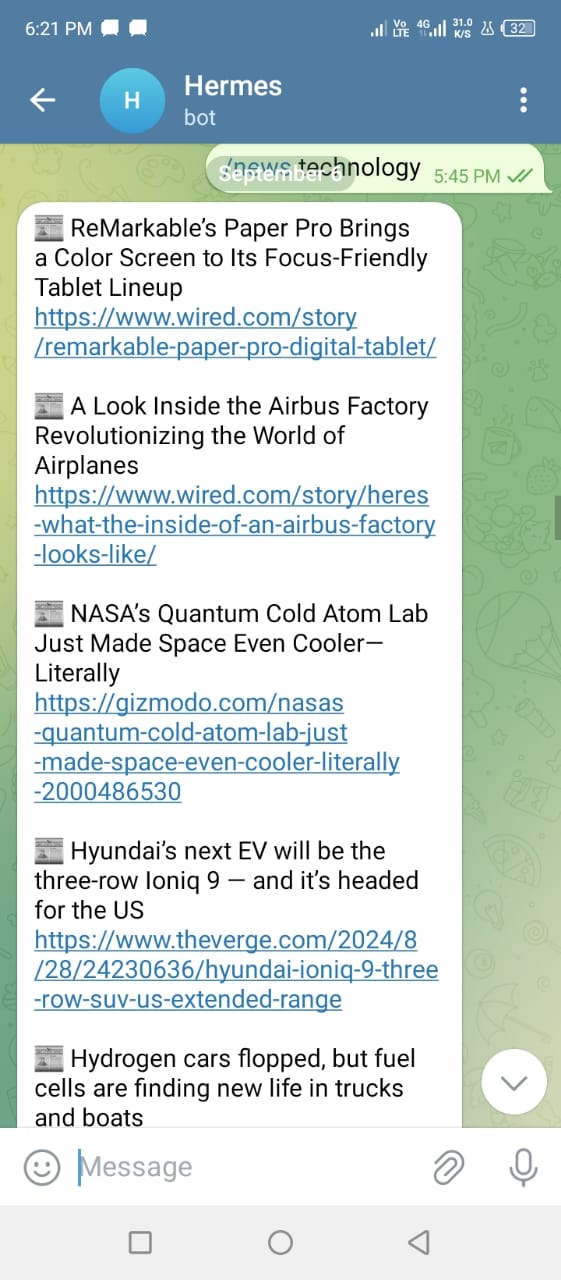 6:21 PM
Vo LTE 4G 31.0 K/S 32
H
Hermes
bot
/news technology 5:45 PM
September 6
ReMarkable's Paper Pro Brings
a Color Screen to Its Focus-Friendly
Tablet Lineup
https://www.wired.com/story
/remarkable-paper-pro-digital-tablet/
A Look Inside the Airbus Factory
Revolutionizing the World of
Airplanes
https://www.wired.com/story/heres
-what-the-inside-of-an-airbus-factory
-looks-like/
NASA's Quantum Cold Atom Lab
Just Made Space Even Cooler—
Literally
https://gizmodo.com/nasas
-quantum-cold-atom-lab-just
-made-space-even-cooler-literally
-2000486530
Hyundai's next EV will be the
three-row Ioniq 9 — and it's headed
for the US
https://www.theverge.com/2024/8
/28/24230636/hyundai-ioniq-9-three
-row-suv-us-extended-range
Hydrogen cars flopped, but fuel
cells are finding new life in trucks
and boats
Message